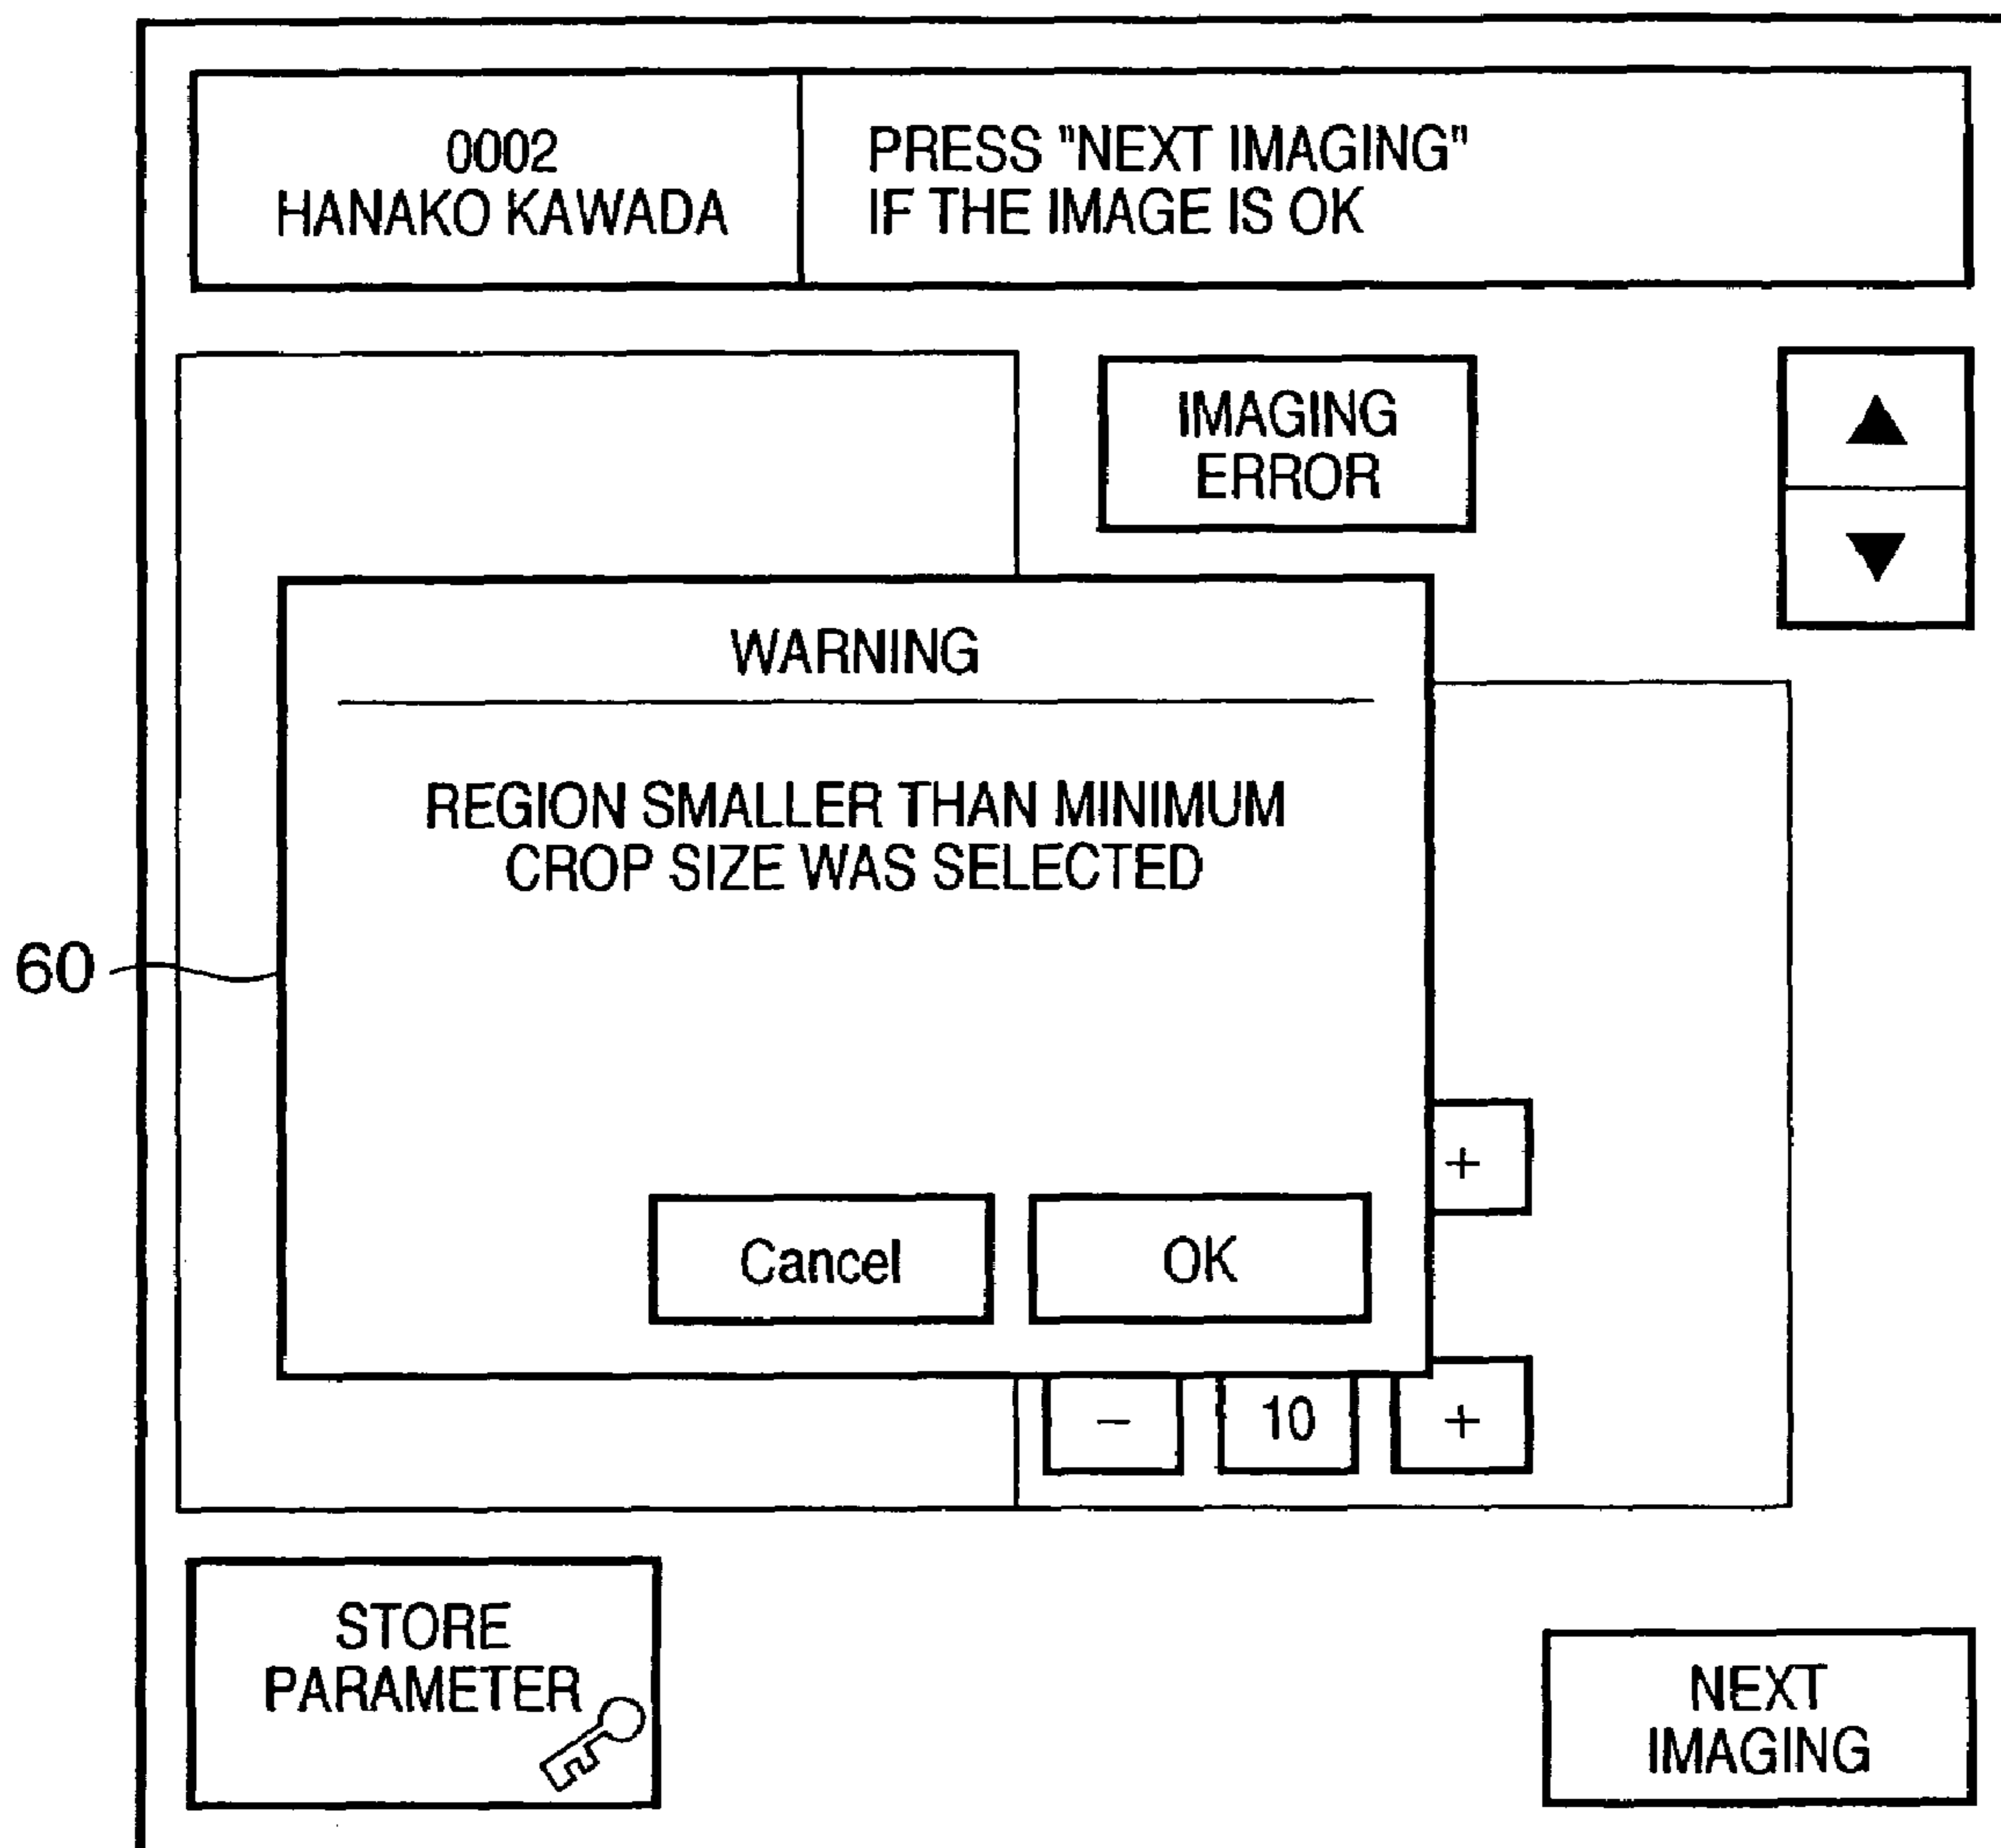 0002
HANAKO KAWADA
PRESS "NEXT IMAGING"
IF THE IMAGE IS OK
IMAGING
ERROR
▲
▼
WARNING
REGION SMALLER THAN MINIMUM
CROP SIZE WAS SELECTED
60
+
Cancel
OK
− 10 +
STORE
PARAMETER
NEXT
IMAGING